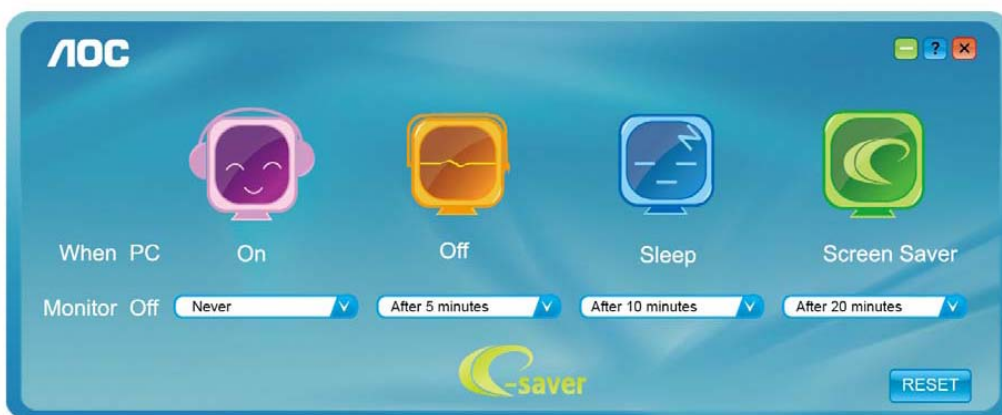 AOC
?
When PC On Off Sleep Screen Saver
Monitor Off Never After 5 minutes After 10 minutes After 20 minutes
e-saver
RESET